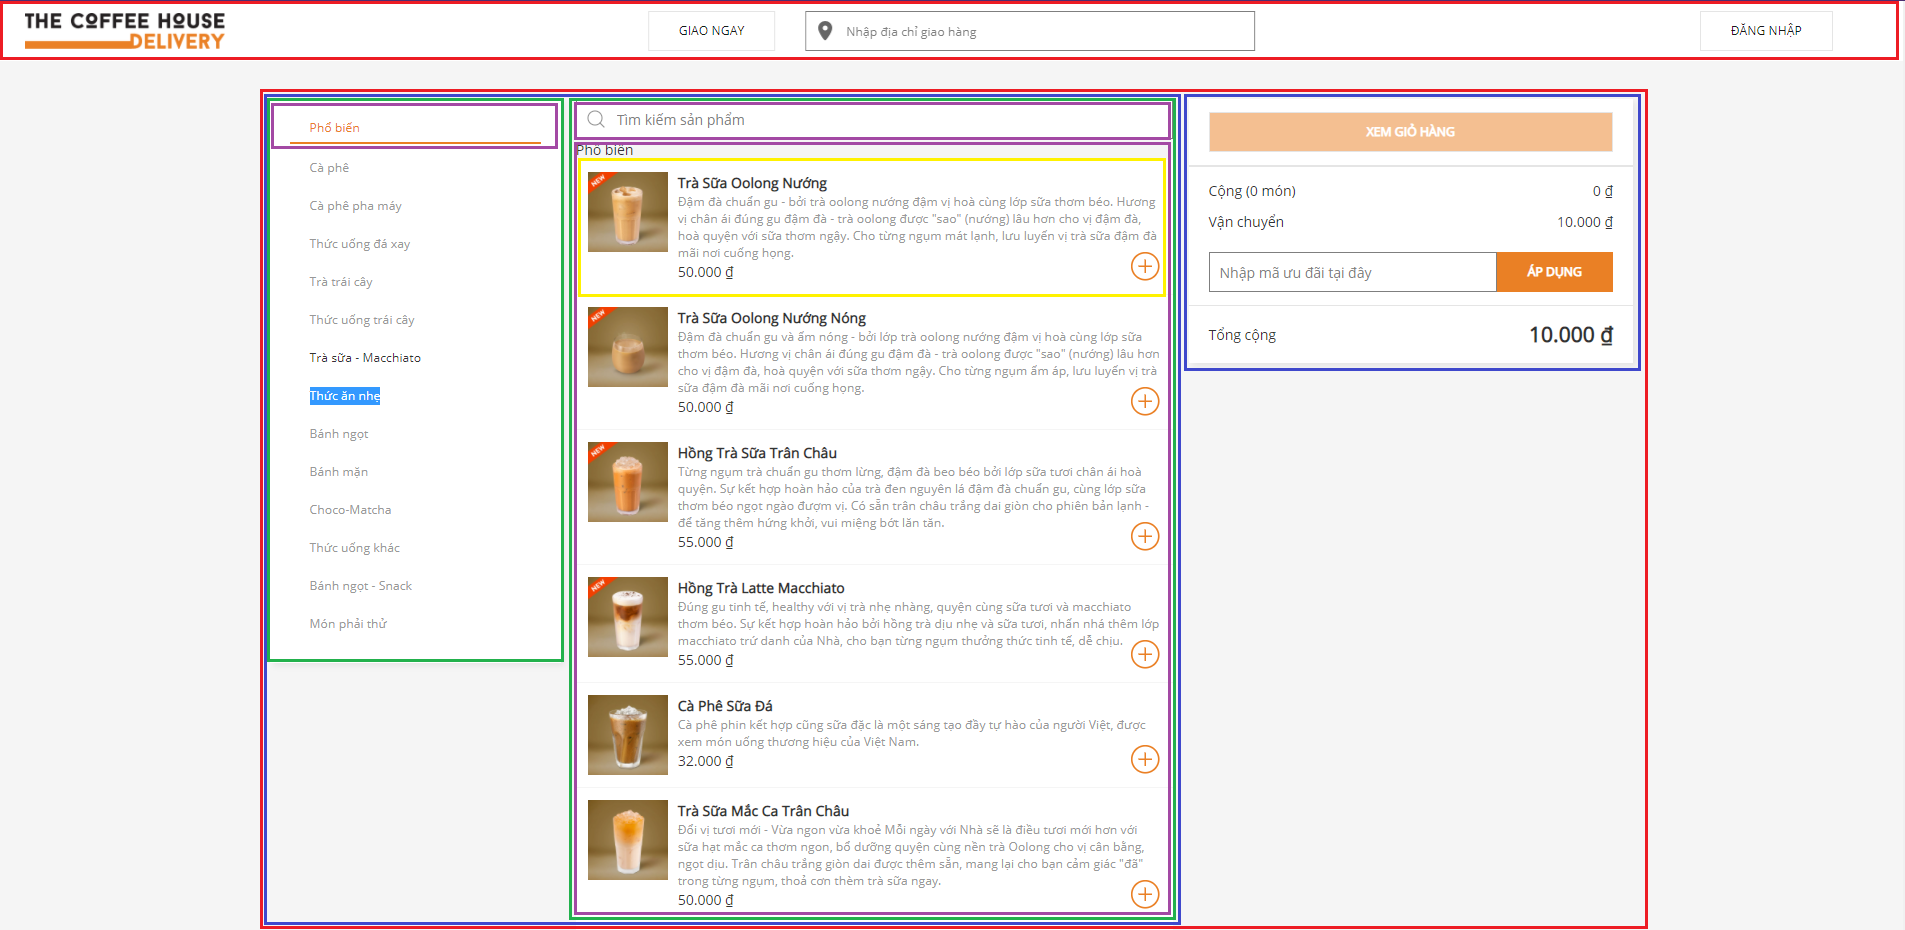 THE COFFEE HOUSE
DELIVERY
GIAO NGAY
Nhập địa chỉ giao hàng
ĐĂNG NHẬP
Phổ biến
Cà phê
Cà phê pha máy
Thức uống đá xay
Trà trái cây
Thức uống trái cây
Trà sữa - Macchiato
Thức ăn nhẹ
Bánh ngọt
Bánh mặn
Choco-Matcha
Thức uống khác
Bánh ngọt - Snack
Món phải thử
Tìm kiếm sản phẩm
Phổ biến
NEW
Trà Sữa Oolong Nướng
Đậm đà chuẩn gu - bởi trà oolong nướng đậm vị hoà cùng lớp sữa thơm béo. Hương
vị chân ái đúng gu đậm đà - trà oolong được "sao" (nướng) lâu hơn cho vị đậm đà,
hoà quyện với sữa thơm ngậy. Cho từng ngụm mát lạnh, lưu luyến vị trà sữa đậm đà
mãi nơi cuống họng.
50.000 ₫
NEW
Trà Sữa Oolong Nướng Nóng
Đậm đà chuẩn gu và ấm nóng - bởi lớp trà oolong nướng đậm vị hoà cùng lớp sữa
thơm béo. Hương vị chân ái đúng gu đậm đà - trà oolong được "sao" (nướng) lâu hơn
cho vị đậm đà, hoà quyện với sữa thơm ngậy. Cho từng ngụm ấm áp, lưu luyến vị trà
sữa đậm đà mãi nơi cuống họng.
50.000 ₫
NEW
Hồng Trà Sữa Trân Châu
Từng ngụm trà chuẩn gu thơm lừng, đậm đà beo béo bởi lớp sữa tươi chân ái hoà
quyện. Sự kết hợp hoàn hảo của trà đen nguyên lá đậm đà chuẩn gu, cùng lớp sữa
thơm béo ngọt ngào đượm vị. Có sẵn trân châu trắng dai giòn cho phiên bản lạnh -
để tăng thêm hứng khởi, vui miệng bớt lăn tăn.
55.000 ₫
NEW
Hồng Trà Latte Macchiato
Đúng gu tinh tế, healthy với vị trà nhẹ nhàng, quyện cùng sữa tươi và macchiato
thơm béo. Sự kết hợp hoàn hảo bởi hồng trà dịu nhẹ và sữa tươi, nhấn nhá thêm lớp
macchiato trứ danh của Nhà, cho bạn từng ngụm thưởng thức tinh tế, dễ chịu.
55.000 ₫
Cà Phê Sữa Đá
Cà phê phin kết hợp cũng sữa đặc là một sáng tạo đầy tự hào của người Việt, được
xem món uống thương hiệu của Việt Nam.
32.000 ₫
Trà Sữa Mắc Ca Trân Châu
Đổi vị tươi mới - Vừa ngon vừa khoẻ Mỗi ngày với Nhà sẽ là điều tươi mới hơn với
sữa hạt mắc ca thơm ngon, bổ dưỡng quyện cùng nền trà Oolong cho vị cân bằng,
ngọt dịu. Trân châu trắng giòn dai được thêm sẵn, mang lại cho bạn cảm giác "đã"
trong từng ngụm, thoả cơn thèm trà sữa ngay.
50.000 ₫
XEM GIỎ HÀNG
Cộng (0 món) 0 ₫
Vận chuyển 10.000 ₫
Nhập mã ưu đãi tại đây
ÁP DỤNG
Tổng cộng 10.000 ₫